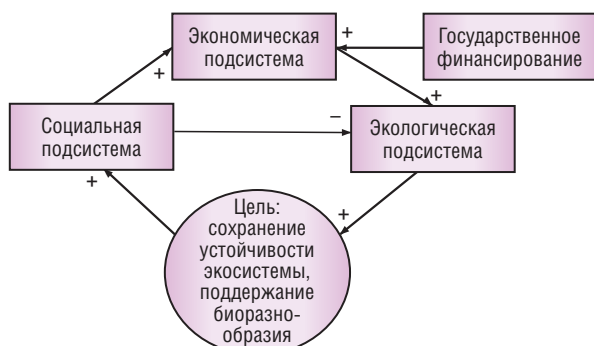 Экономическая
подсистема
Государственное
финансирование
+
+
+
+
Социальная
подсистема
–
Экологическая
подсистема
+
+
Цель:
сохранение
устойчивости
экосистемы,
поддержание
биоразно-
образия